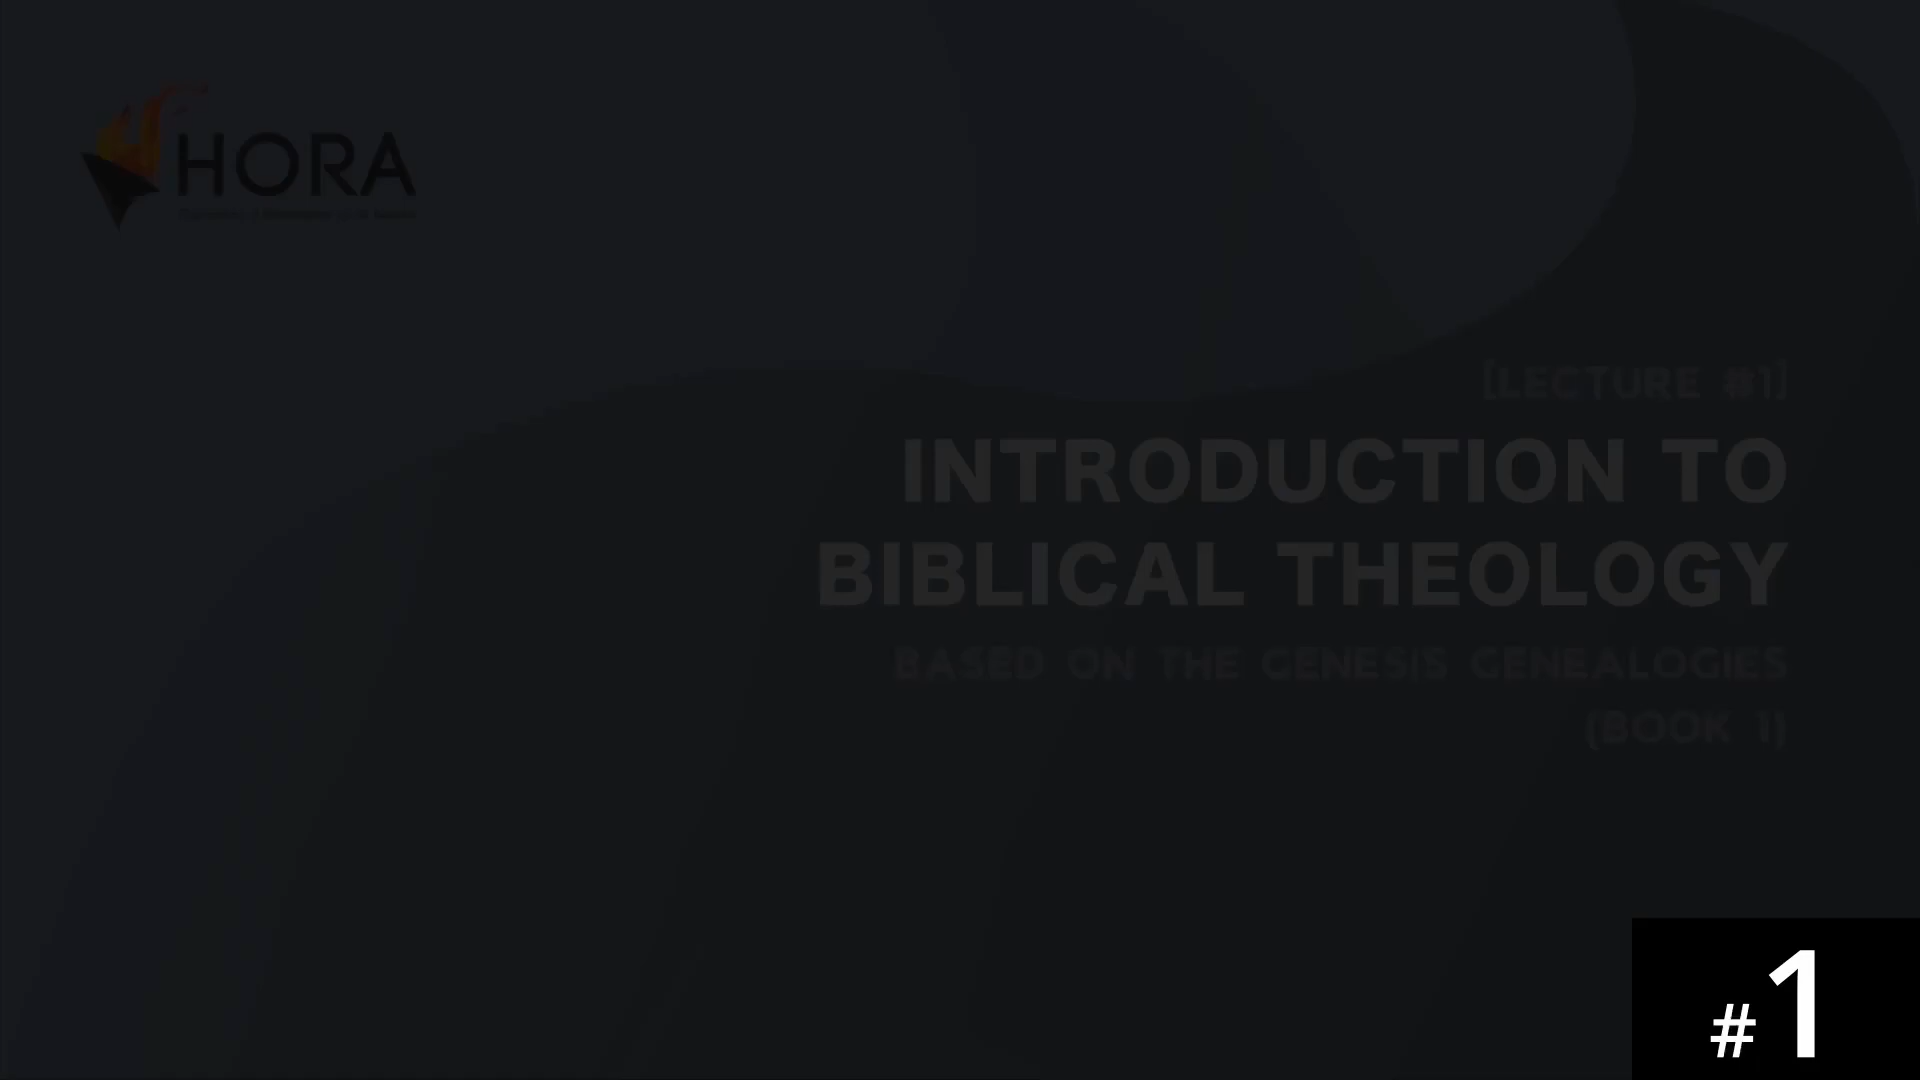 HORA
[LECTURE #1]
INTRODUCTION TO
BIBLICAL THEOLOGY
BASED ON THE GENESIS GENEALOGIES
(BOOK 1)
#1